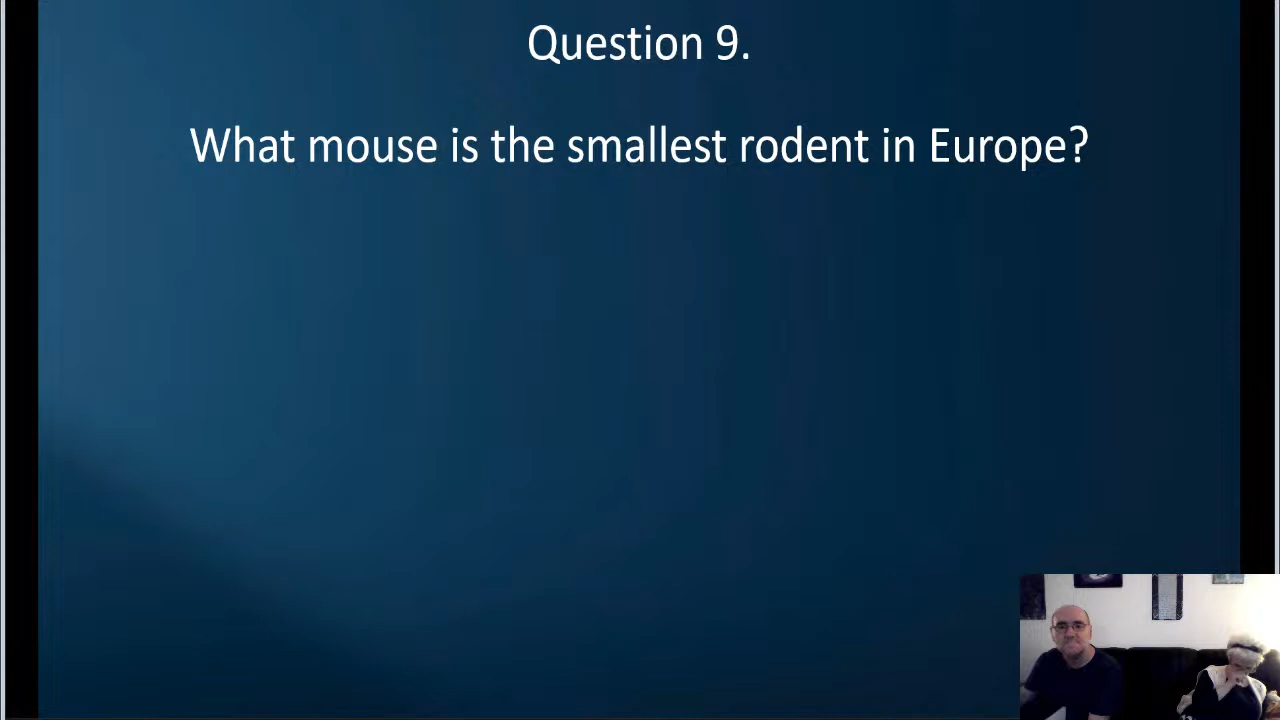 Question 9.
What mouse is the smallest rodent in Europe?